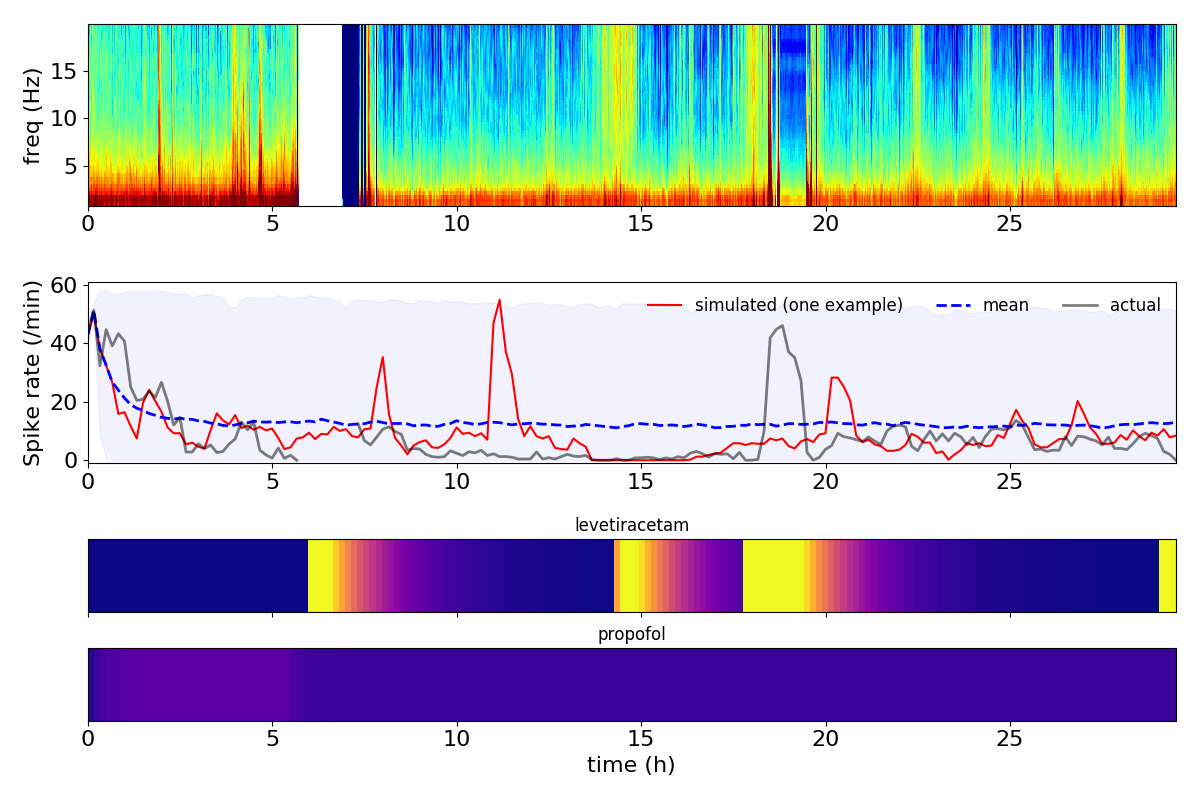 freq (Hz)
15
10
5
0 5 10 15 20 25
Spike rate (/min)
60
40
20
0
simulated (one example) mean actual
0 5 10 15 20 25
levetiracetam
propofol
0 5 10 15 20 25
time (h)